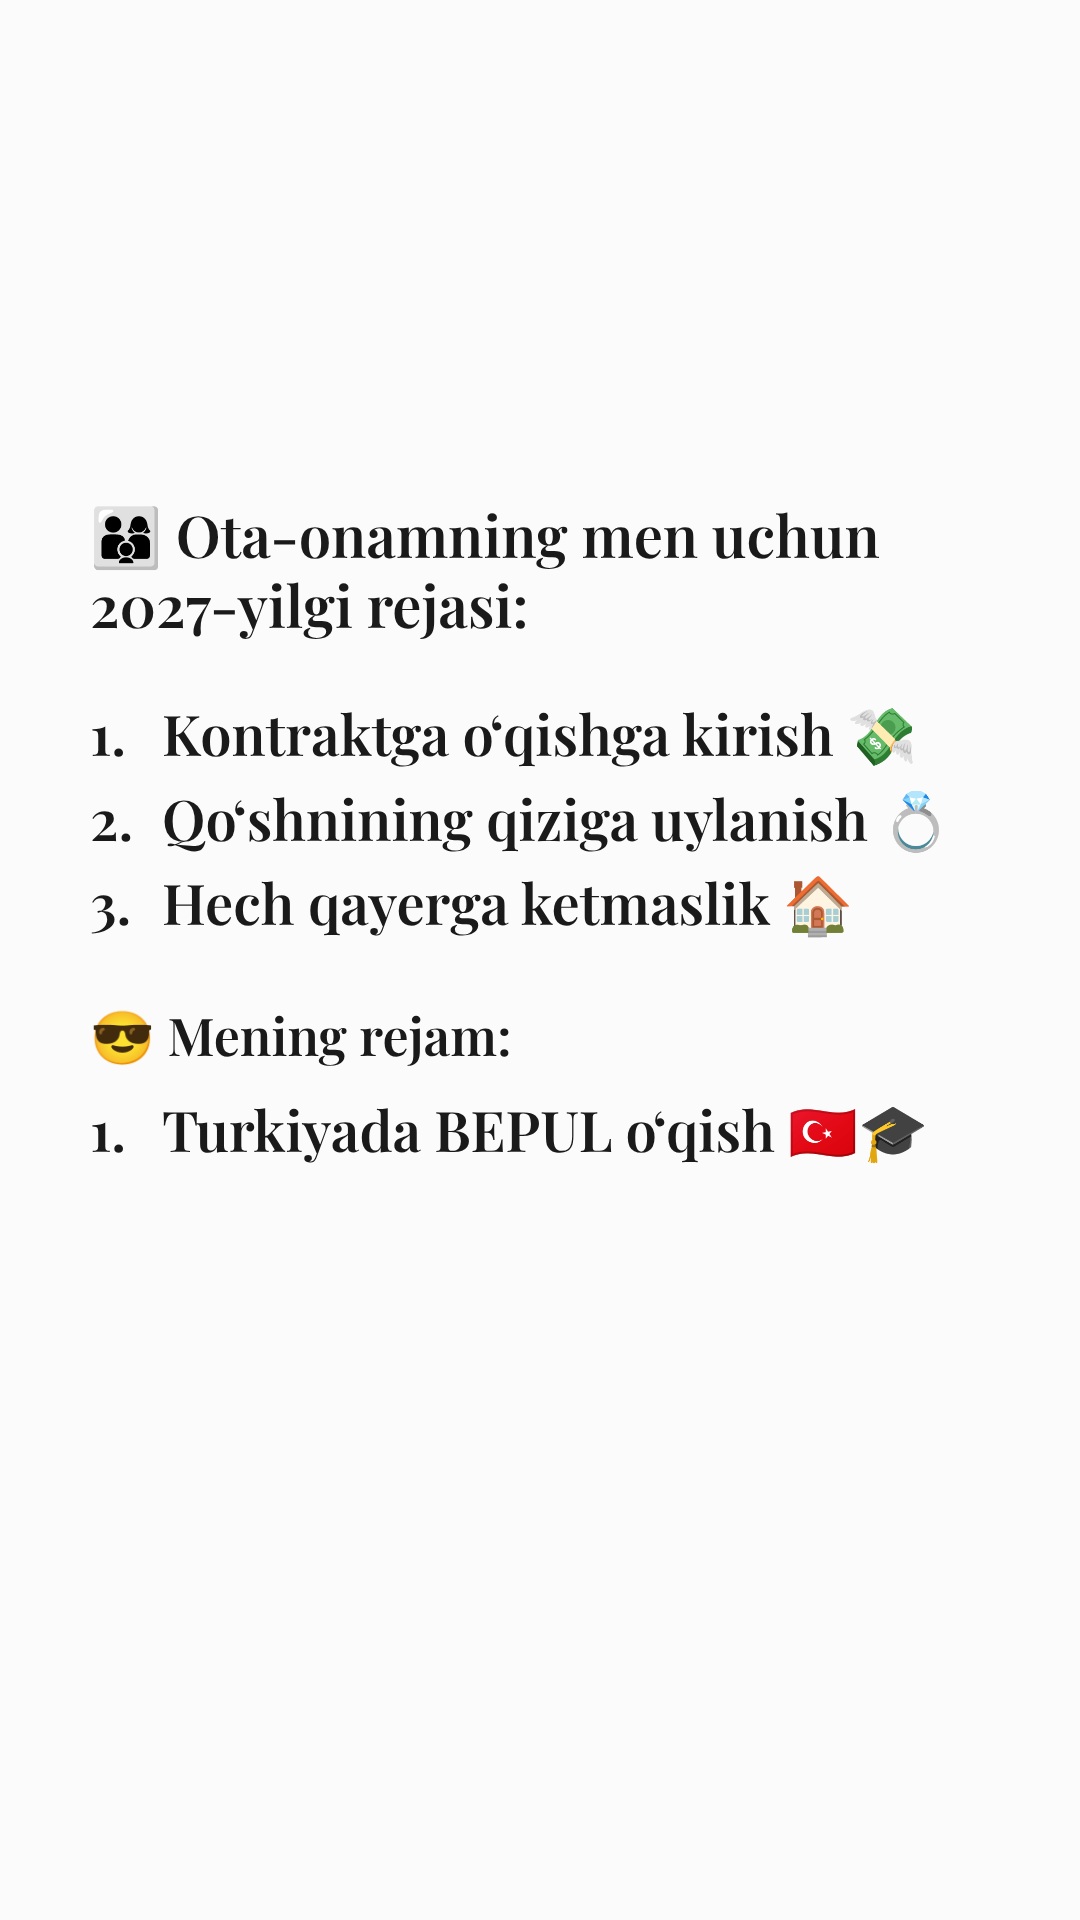 👨‍👩‍👦 Ota-onamning men uchun
2027-yilgi rejasi:
1. Kontraktga oʻqishga kirish 💸
2. Qoʻshnining qiziga uylanish 💍
3. Hech qayerga ketmaslik 🏠
😎 Mening rejam:
1. Turkiyada BEPUL oʻqish 🇹🇷🎓